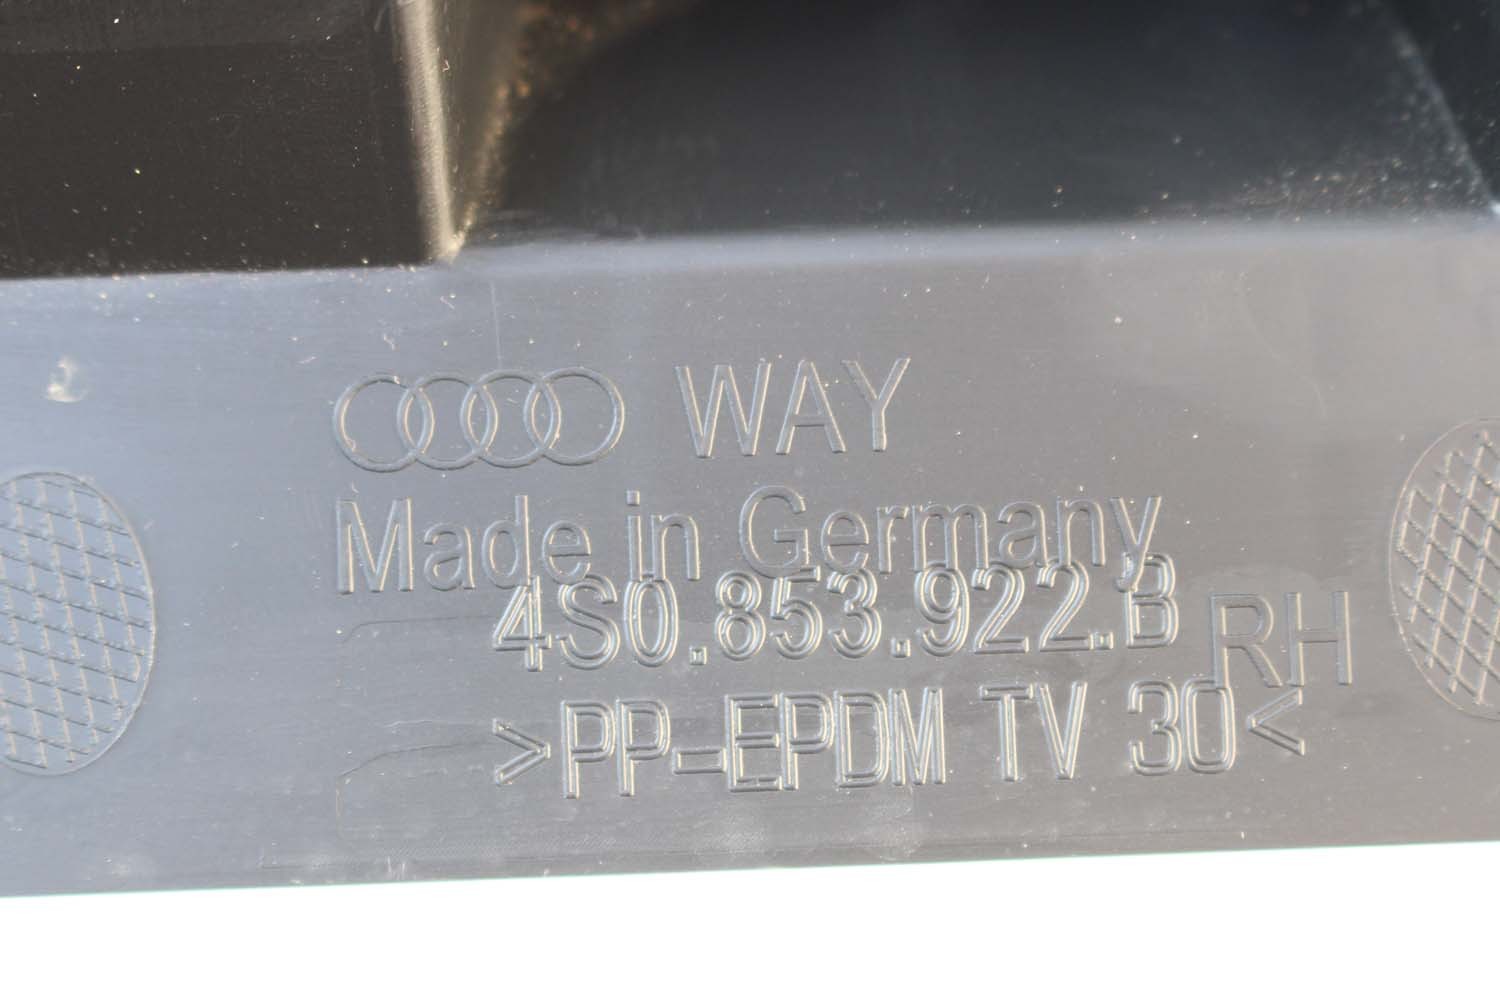 WAY
Made in Germany
4S0.853.922.B RH
>PP-EPDM TV 30<